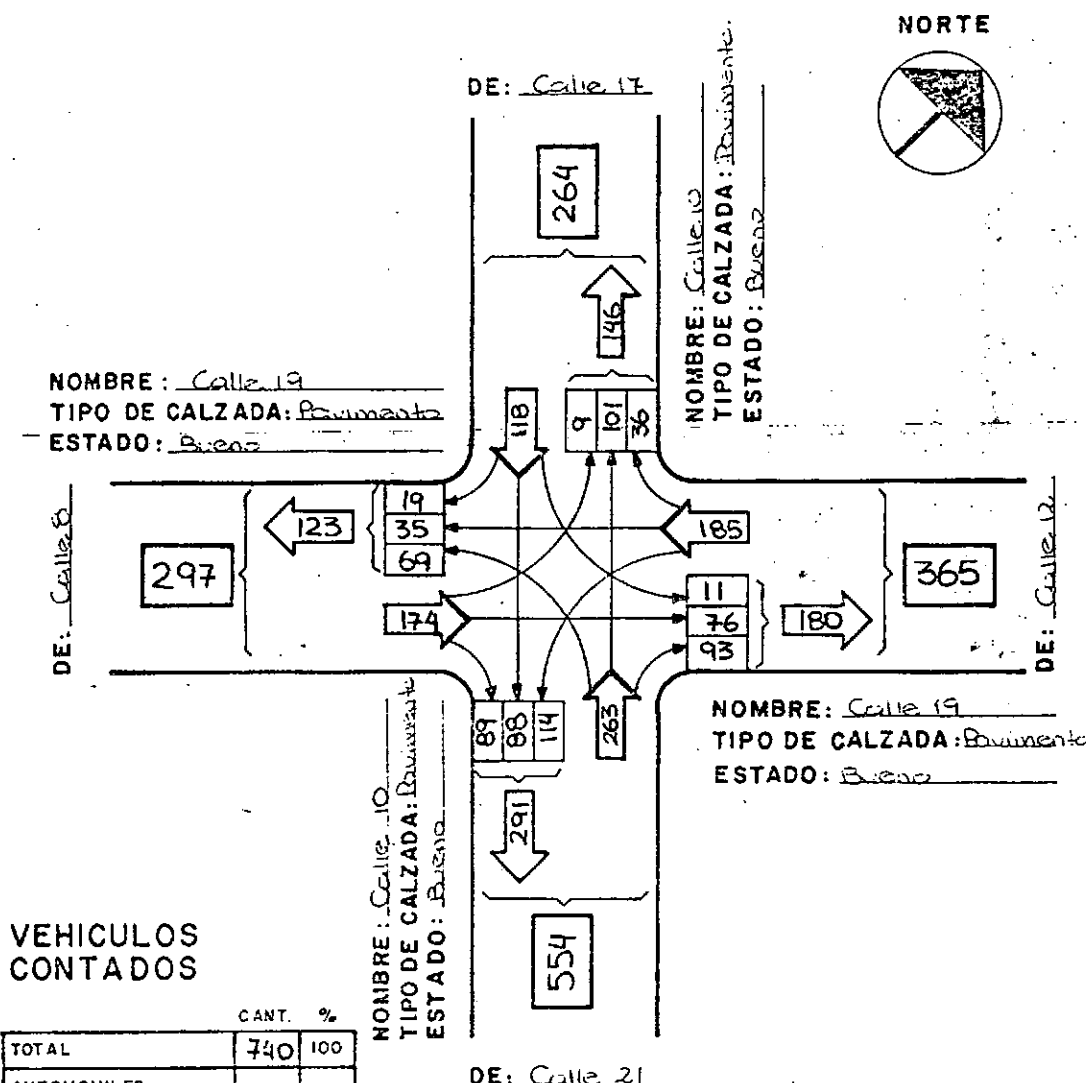 NORTE
DE: Calle 17
264
146
NOMBRE: Calle 10
TIPO DE CALZADA: Pavimento.
ESTADO: Bueno
NOMBRE: Calle 19
TIPO DE CALZADA: Pavimento
ESTADO: Bueno
118
9 101 36
DE: Calle 8
297
123
19
35
69
185
174
11
76
93
180
365
DE: Calle 12
89 88 114
263
NOMBRE: Calle 19
TIPO DE CALZADA: Pavimento
ESTADO: Bueno
291
NOMBRE: Calle 10
TIPO DE CALZADA: Pavimento
ESTADO: Bueno
554
VEHICULOS
CONTADOS
CANT. %
TOTAL 740 100
AUTOMOVILES
DE: Calle 21